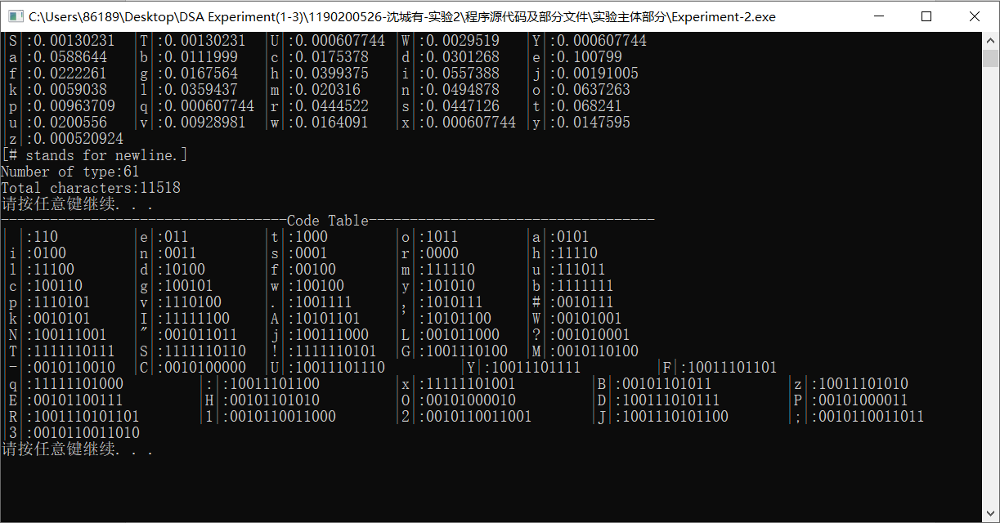 C:\Users\86189\Desktop\DSA Experiment(1-3)\1190200526-沈城有-实验2\程序源代码及部分文件\实验主体部分\Experiment-2.exe
|S|:0.00130231 |T|:0.00130231 |U|:0.000607744 |W|:0.0029519 |Y|:0.000607744
|a|:0.0588644 |b|:0.0111999 |c|:0.0175378 |d|:0.0301268 |e|:0.100799
|f|:0.0222261 |g|:0.0167564 |h|:0.0399375 |i|:0.0557388 |j|:0.00191005
|k|:0.0059038 |l|:0.0359437 |m|:0.020316 |n|:0.0494878 |o|:0.0637263
|p|:0.00963709 |q|:0.000607744 |r|:0.0444522 |s|:0.0447126 |t|:0.068241
|u|:0.0200556 |v|:0.00928981 |w|:0.0164091 |x|:0.000607744 |y|:0.0147595
|z|:0.000520924
[# stands for newline.]
Number of type:61
Total characters:11518
请按任意键继续. . .
-----------------------------------Code Table-----------------------------------
| |:110 |e|:011 |t|:1000 |o|:1011 |a|:0101
|i|:0100 |n|:0011 |s|:0001 |r|:0000 |h|:11110
|l|:11100 |d|:10100 |f|:00100 |m|:111110 |u|:111011
|c|:100110 |g|:100101 |w|:100100 |y|:101010 |b|:1111111
|p|:1110101 |v|:1110100 |.|:1001111 |,|:1010111 |#|:0010111
|k|:0010101 |I|:11111100 |A|:10101101 |'|:10101100 |W|:00101001
|N|:100111001 |"|:001011011 |j|:100111000 |L|:001011000 |?|:001010001
|T|:1111110111 |S|:1111110110 |!|:1111110101 |G|:1001110100 |M|:0010110100
|-|:0010110010 |C|:0010100000 |U|:10011101110 |Y|:10011101111 |F|:10011101101
|q|:11111101000 |:|:10011101100 |x|:11111101001 |B|:00101101011 |z|:10011101010
|E|:00101100111 |H|:00101101010 |O|:00101000010 |D|:100111010111 |P|:00101000011
|R|:1001110101101 |1|:0010110011000 |2|:0010110011001 |J|:1001110101100 |;|:0010110011011
|3|:0010110011010
请按任意键继续. . .